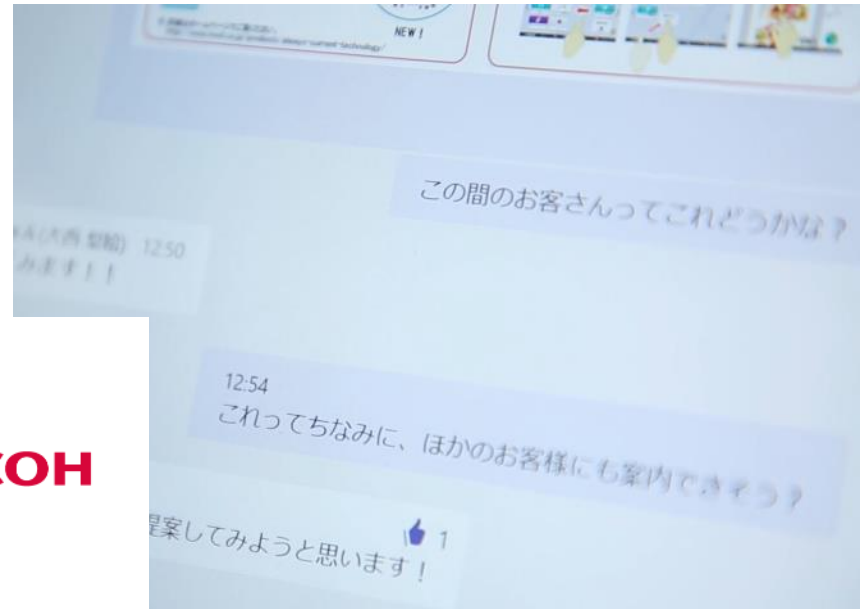 NEW !
この間のお客さんってこれどうかな？
12:50
みます！！
12:54
これってちなみに、ほかのお客様にも案内できそう？
1
提案してみようと思います！
COH